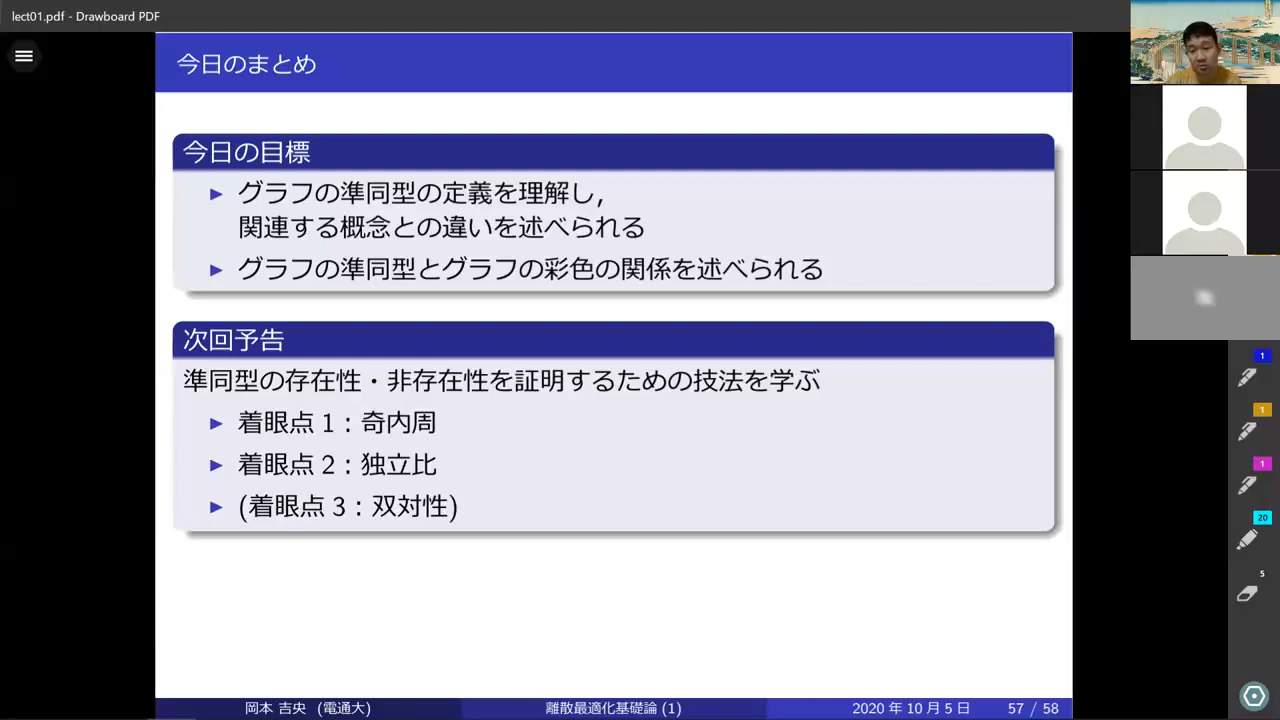 lect01.pdf - Drawboard PDF
今日のまとめ
今日の目標
▶ グラフの準同型の定義を理解し,
関連する概念との違いを述べられる
▶ グラフの準同型とグラフの彩色の関係を述べられる
次回予告
準同型の存在性・非存在性を証明するための技法を学ぶ
▶ 着眼点 1：奇内周
▶ 着眼点 2：独立比
▶ (着眼点 3：双対性)
1
1
1
20
5
岡本 吉央 (電通大) 離散最適化基礎論 (1) 2020 年 10 月 5 日 57 / 58